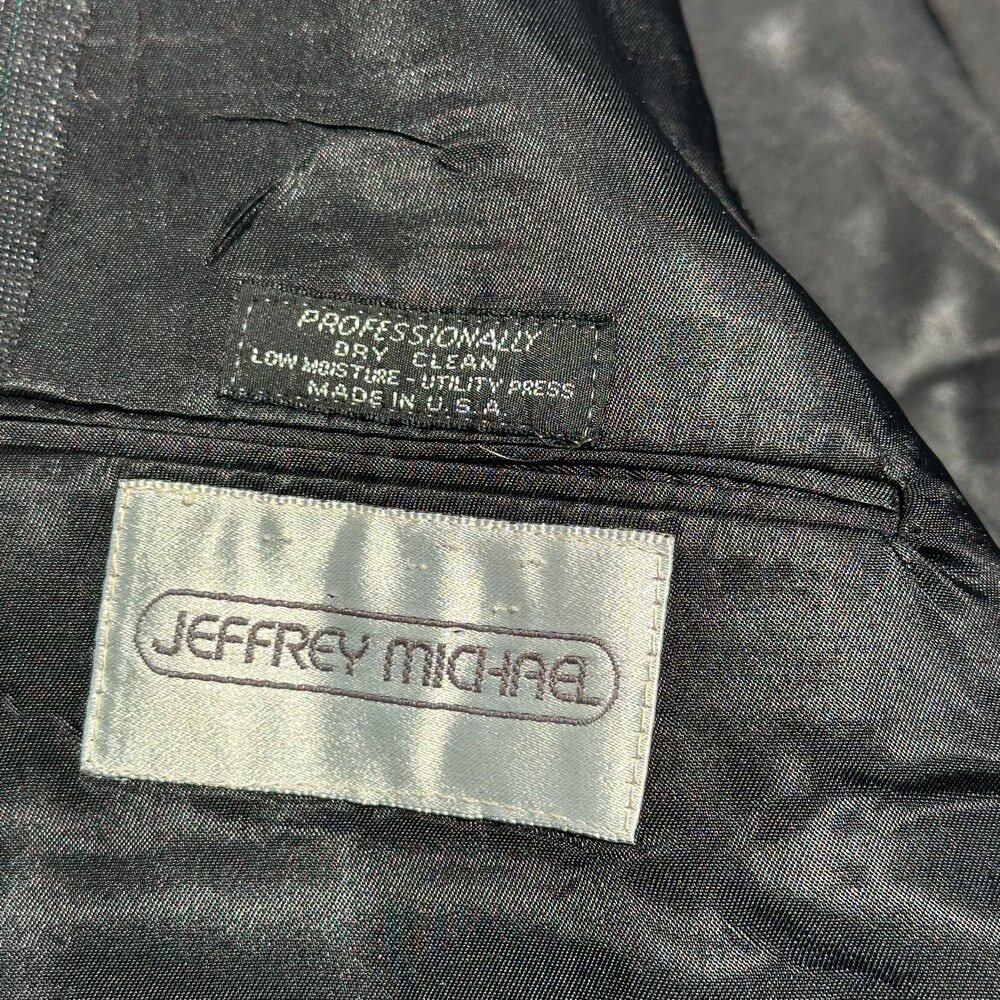 PROFESSIONALLY
DRY CLEAN
LOW MOISTURE - UTILITY PRESS
MADE IN U.S.A.
JEFFREY MICHAEL